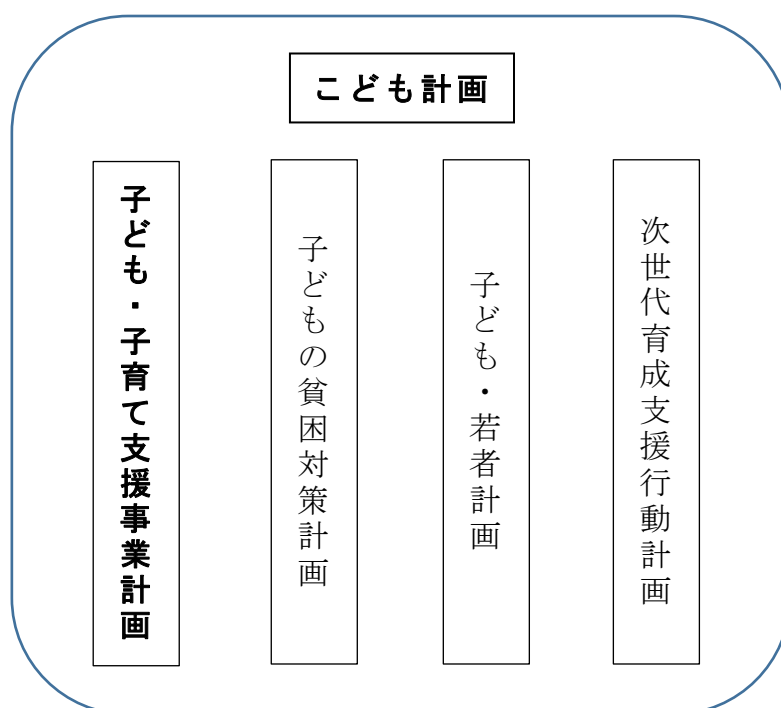 こども計画
子ども・子育て支援事業計画
子どもの貧困対策計画
子ども・若者計画
次世代育成支援行動計画